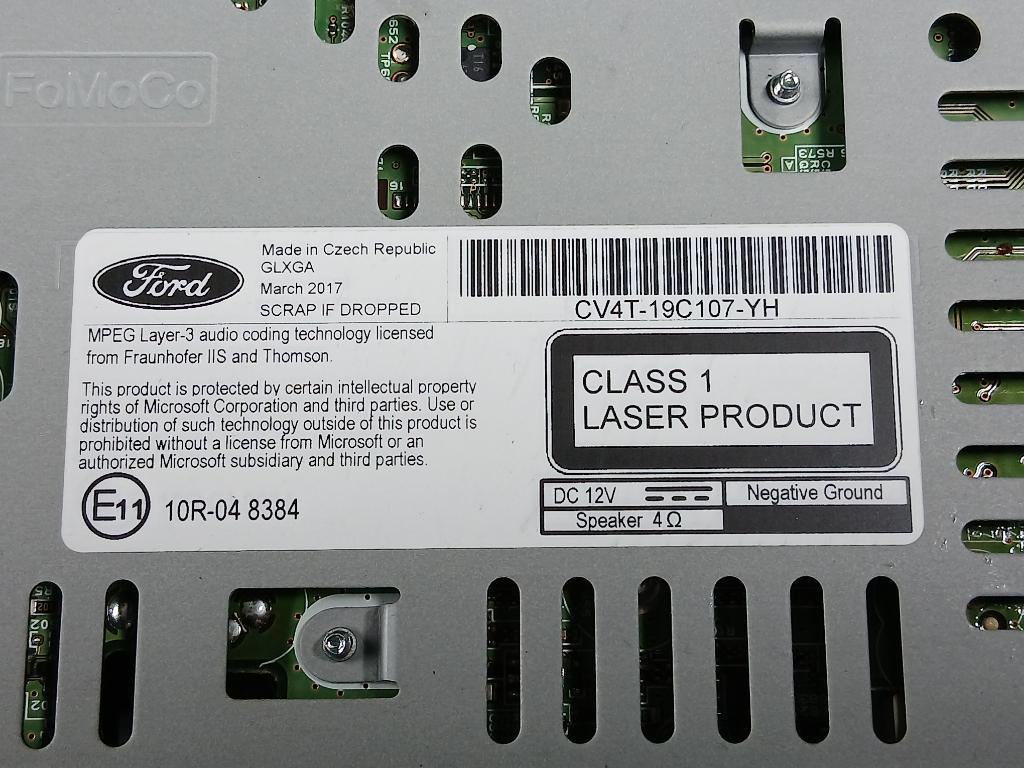 FoMoCo
Ford
Made in Czech Republic
GLXGA
March 2017
SCRAP IF DROPPED
CV4T-19C107-YH
MPEG Layer-3 audio coding technology licensed
from Fraunhofer IIS and Thomson.
This product is protected by certain intellectual property
rights of Microsoft Corporation and third parties. Use or
distribution of such technology outside of this product is
prohibited without a license from Microsoft or an
authorized Microsoft subsidiary and third parties.
CLASS 1
LASER PRODUCT
E11 10R-04 8384
DC 12V
Negative Ground
Speaker 4Ω
R573
652
T16